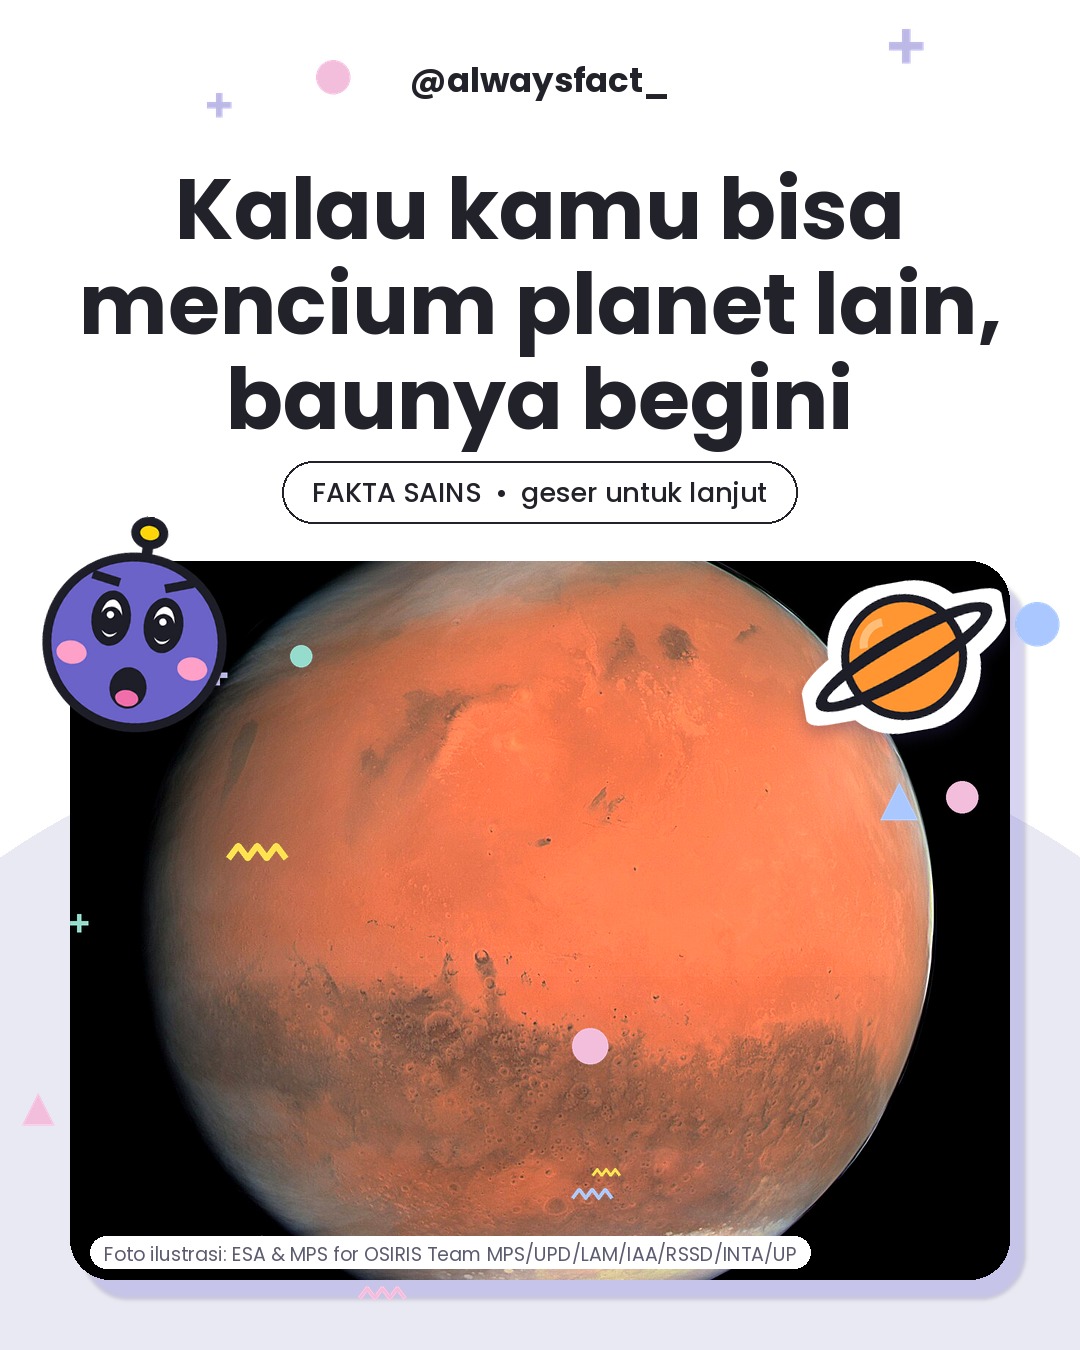 @alwaysfact_
Kalau kamu bisa
mencium planet lain,
baunya begini
FAKTA SAINS • geser untuk lanjut
Foto ilustrasi: ESA & MPS for OSIRIS Team MPS/UPD/LAM/IAA/RSSD/INTA/UP